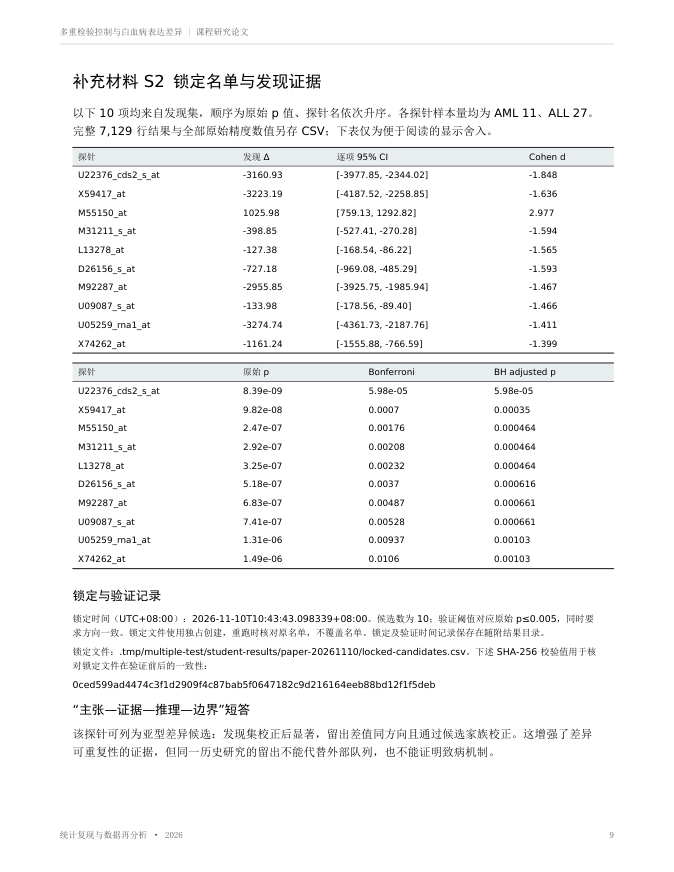 多重检验控制与白血病表达差异 | 课程研究论文
补充材料 S2 锁定名单与发现证据
以下 10 项均来自发现集，顺序为原始 p 值、探针名依次升序。各探针样本量均为 AML 11、ALL 27。
完整 7,129 行结果与全部原始精度数值另存 CSV；下表仅为便于阅读的显示舍入。
探针 发现 Δ 逐项 95% CI Cohen d
U22376_cds2_s_at -3160.93 [-3977.85, -2344.02] -1.848
X59417_at -3223.19 [-4187.52, -2258.85] -1.636
M55150_at 1025.98 [759.13, 1292.82] 2.977
M31211_s_at -398.85 [-527.41, -270.28] -1.594
L13278_at -127.38 [-168.54, -86.22] -1.565
D26156_s_at -727.18 [-969.08, -485.29] -1.593
M92287_at -2955.85 [-3925.75, -1985.94] -1.467
U09087_s_at -133.98 [-178.56, -89.40] -1.466
U05259_rna1_at -3274.74 [-4361.73, -2187.76] -1.411
X74262_at -1161.24 [-1555.88, -766.59] -1.399
探针 原始 p Bonferroni BH adjusted p
U22376_cds2_s_at 8.39e-09 5.98e-05 5.98e-05
X59417_at 9.82e-08 0.0007 0.00035
M55150_at 2.47e-07 0.00176 0.000464
M31211_s_at 2.92e-07 0.00208 0.000464
L13278_at 3.25e-07 0.00232 0.000464
D26156_s_at 5.18e-07 0.0037 0.000616
M92287_at 6.83e-07 0.00487 0.000661
U09087_s_at 7.41e-07 0.00528 0.000661
U05259_rna1_at 1.31e-06 0.00937 0.00103
X74262_at 1.49e-06 0.0106 0.00103
锁定与验证记录
锁定时间（UTC+08:00）：2026-11-10T10:43:43.098339+08:00。候选数为 10；验证阈值对应原始 p≤0.005，同时要
求方向一致。锁定文件使用独占创建，重跑时核对原名单，不覆盖名单。锁定及验证时间记录保存在随附结果目录。
锁定文件：.tmp/multiple-test/student-results/paper-20261110/locked-candidates.csv．下述 SHA-256 校验值用于核
对锁定文件在验证前后的一致性：
0ced599ad4474c3f1d2909f4c87bab5f0647182c9d216164eeb88bd12f1f5deb
“主张—证据—推理—边界”短答
该探针可列为亚型差异候选：发现集校正后显著，留出差值同方向且通过候选家族校正。这增强了差异
可重复性的证据，但同一历史研究的留出不能代替外部队列，也不能证明致病机制。
统计复现与数据再分析 • 2026 9